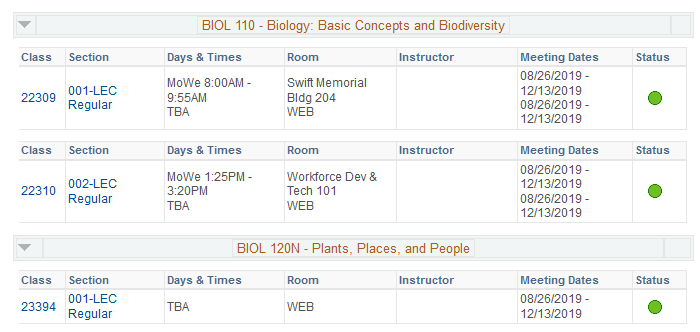 BIOL 110 - Biology: Basic Concepts and Biodiversity
Class Section Days & Times Room Instructor Meeting Dates Status
22309
001-LEC
Regular
MoWe 8:00AM -
9:55AM
TBA
Swift Memorial
Bldg 204
WEB
08/26/2019 -
12/13/2019
08/26/2019 -
12/13/2019
Class Section Days & Times Room Instructor Meeting Dates Status
22310
002-LEC
Regular
MoWe 1:25PM -
3:20PM
TBA
Workforce Dev &
Tech 101
WEB
08/26/2019 -
12/13/2019
08/26/2019 -
12/13/2019
BIOL 120N - Plants, Places, and People
Class Section Days & Times Room Instructor Meeting Dates Status
23394
001-LEC
Regular
TBA
WEB
08/26/2019 -
12/13/2019